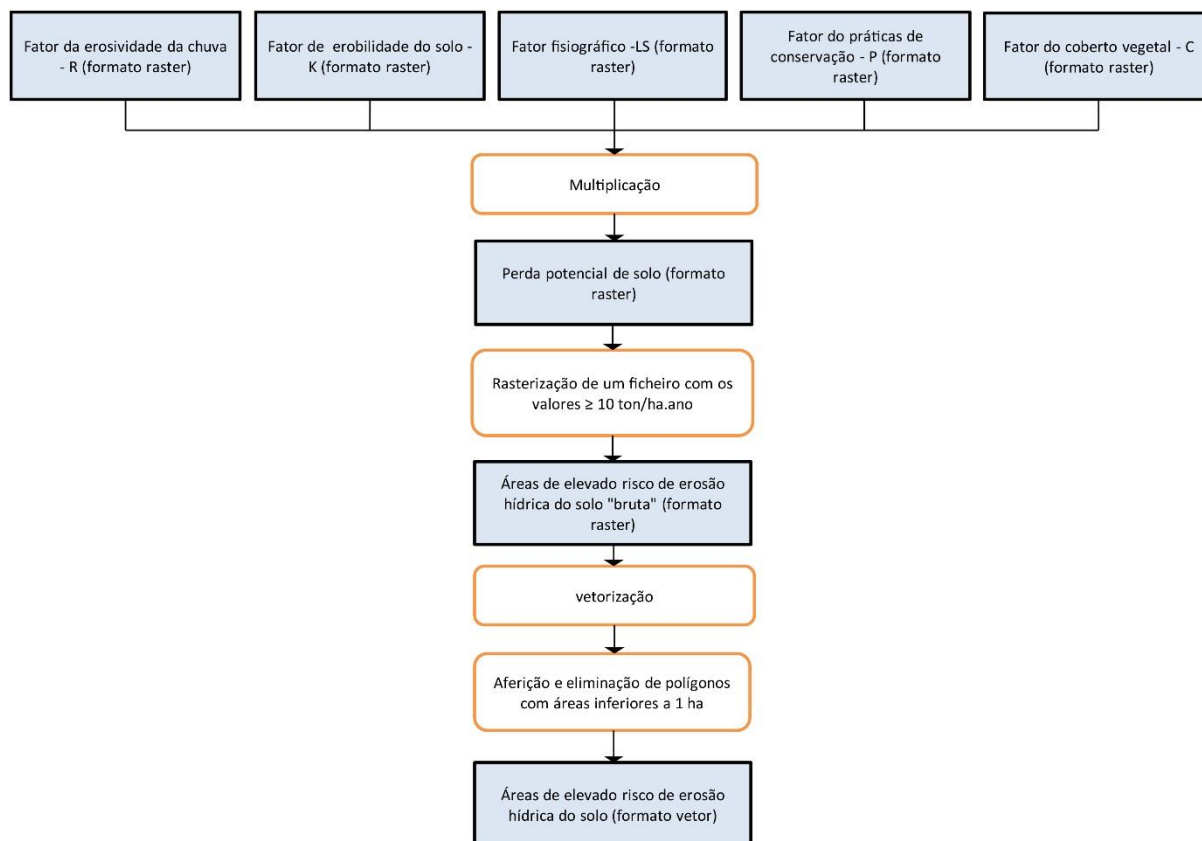 Fator da erosividade da chuva
- R (formato raster)
Fator de erobilidade do solo -
K (formato raster)
Fator fisiográfico -LS (formato
raster)
Fator do práticas de
conservação - P (formato
raster)
Fator do coberto vegetal - C
(formato raster)
Multiplicação
Perda potencial de solo (formato
raster)
Rasterização de um ficheiro com os
valores ≥ 10 ton/ha.ano
Áreas de elevado risco de erosão
hídrica do solo "bruta" (formato
raster)
vetorização
Aferição e eliminação de polígonos
com áreas inferiores a 1 ha
Áreas de elevado risco de erosão
hídrica do solo (formato vetor)